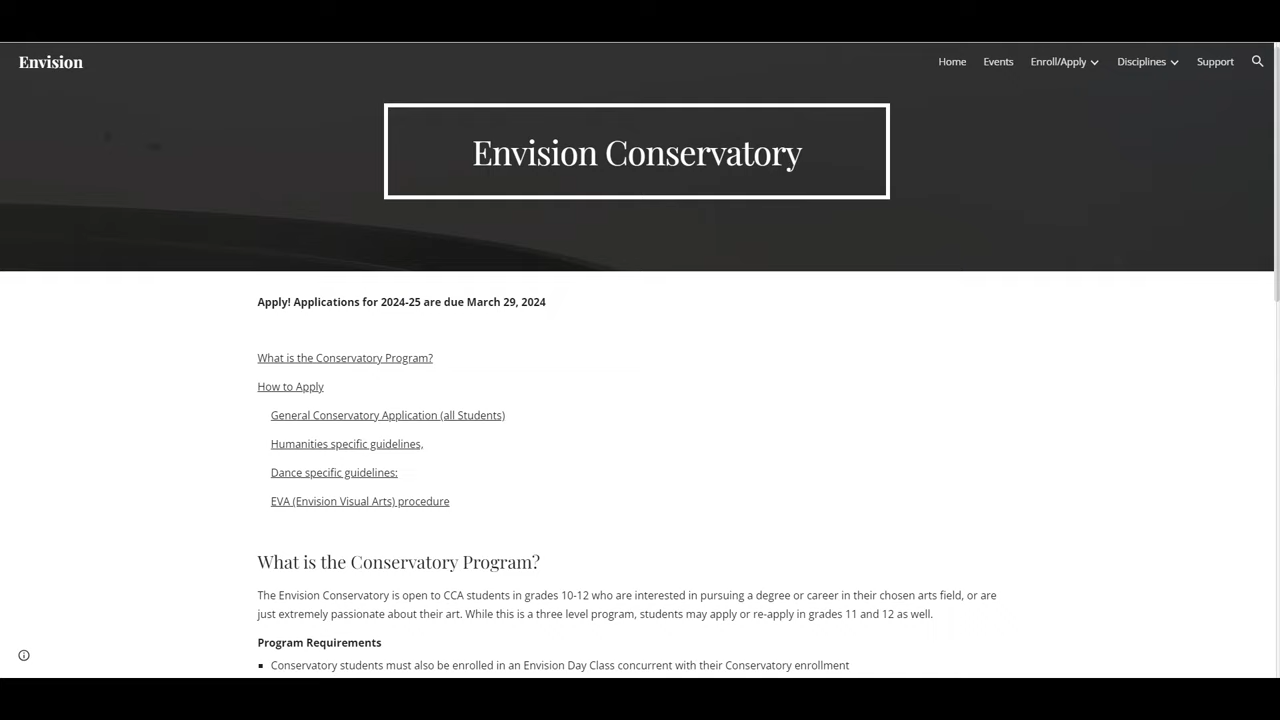 Envision
Home Events Enroll/Apply Disciplines Support
Envision Conservatory
Apply! Applications for 2024-25 are due March 29, 2024
What is the Conservatory Program?
How to Apply
General Conservatory Application (all Students)
Humanities specific guidelines,
Dance specific guidelines:
EVA (Envision Visual Arts) procedure
What is the Conservatory Program?
The Envision Conservatory is open to CCA students in grades 10-12 who are interested in pursuing a degree or career in their chosen arts field, or are
just extremely passionate about their art. While this is a three level program, students may apply or re-apply in grades 11 and 12 as well.
Program Requirements
▪ Conservatory students must also be enrolled in an Envision Day Class concurrent with their Conservatory enrollment